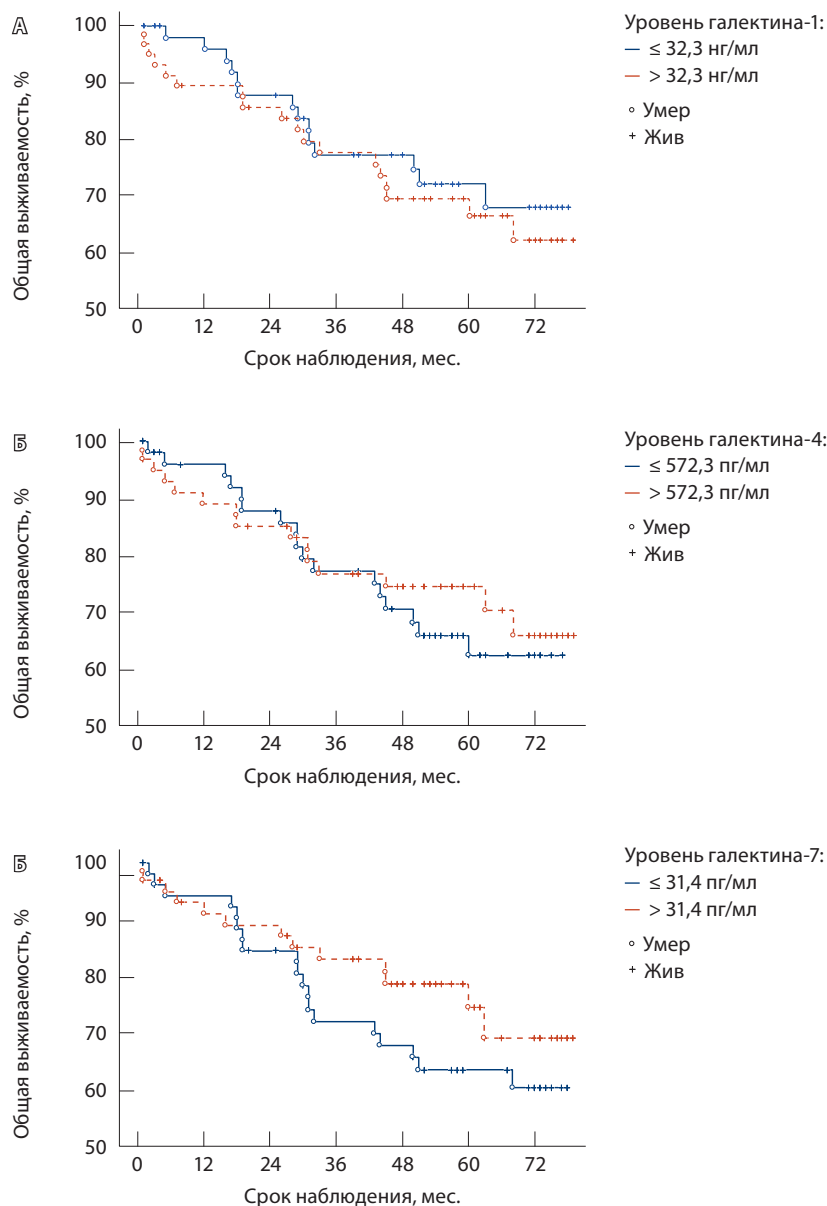 А
Общая выживаемость, %
100
90
80
70
60
50
0 12 24 36 48 60 72
Срок наблюдения, мес.
Уровень галектина-1:
≤ 32,3 нг/мл
> 32,3 нг/мл
Умер
Жив
Б
Общая выживаемость, %
100
90
80
70
60
50
0 12 24 36 48 60 72
Срок наблюдения, мес.
Уровень галектина-4:
≤ 572,3 пг/мл
> 572,3 пг/мл
Умер
Жив
Б
Общая выживаемость, %
100
90
80
70
60
50
0 12 24 36 48 60 72
Срок наблюдения, мес.
Уровень галектина-7:
≤ 31,4 пг/мл
> 31,4 пг/мл
Умер
Жив